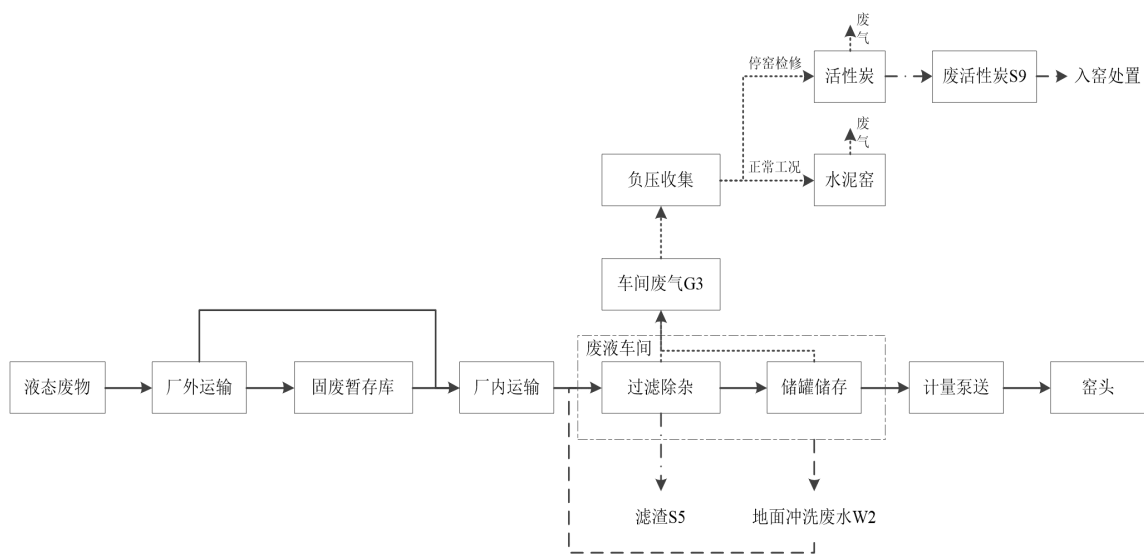 废
气
停窑检修
活性炭
废活性炭S9
入窑处置
废
气
负压收集
正常工况
水泥窑
车间废气G3
废液车间
液态废物
厂外运输
固废暂存库
厂内运输
过滤除杂
储罐储存
计量泵送
窑头
滤渣S5
地面冲洗废水W2